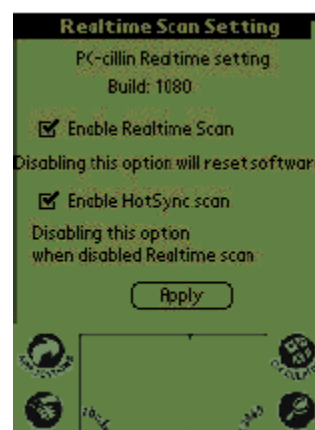 Realtime Scan Setting
PC-cillin Realtime setting
Build: 1080
Enable Realtime Scan
Disabling this option will reset softwar
Enable HotSync scan
Disabling this option
when disabled Realtime scan
Apply